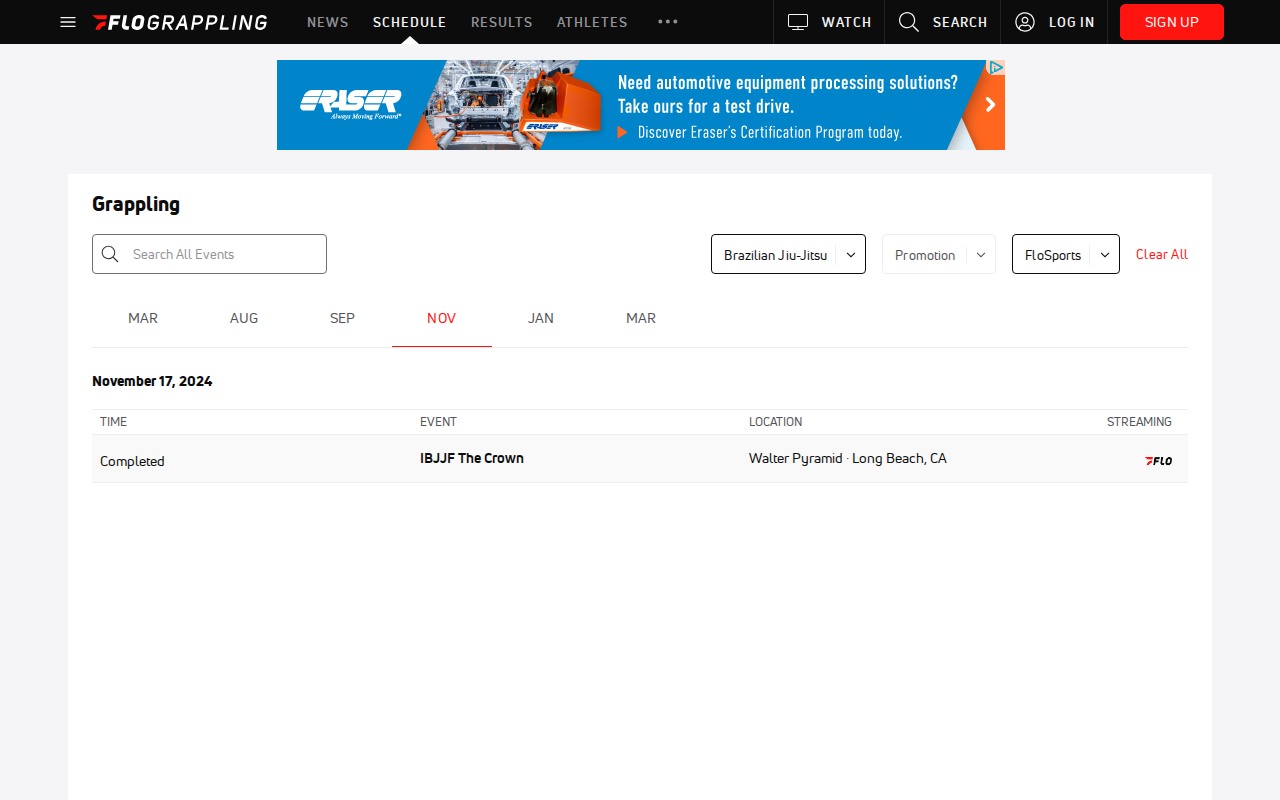 FLOGRAPPLING NEWS SCHEDULE RESULTS ATHLETES ••• WATCH SEARCH LOG IN SIGN UP
ERASER
Always Moving Forward
Need automotive equipment processing solutions?
Take ours for a test drive.
Discover Eraser's Certification Program today.
ERASER
Grappling
Search All Events Brazilian Jiu-Jitsu Promotion FloSports Clear All
MAR AUG SEP NOV JAN MAR
November 17, 2024
TIME EVENT LOCATION STREAMING
Completed IBJJF The Crown Walter Pyramid · Long Beach, CA FLO